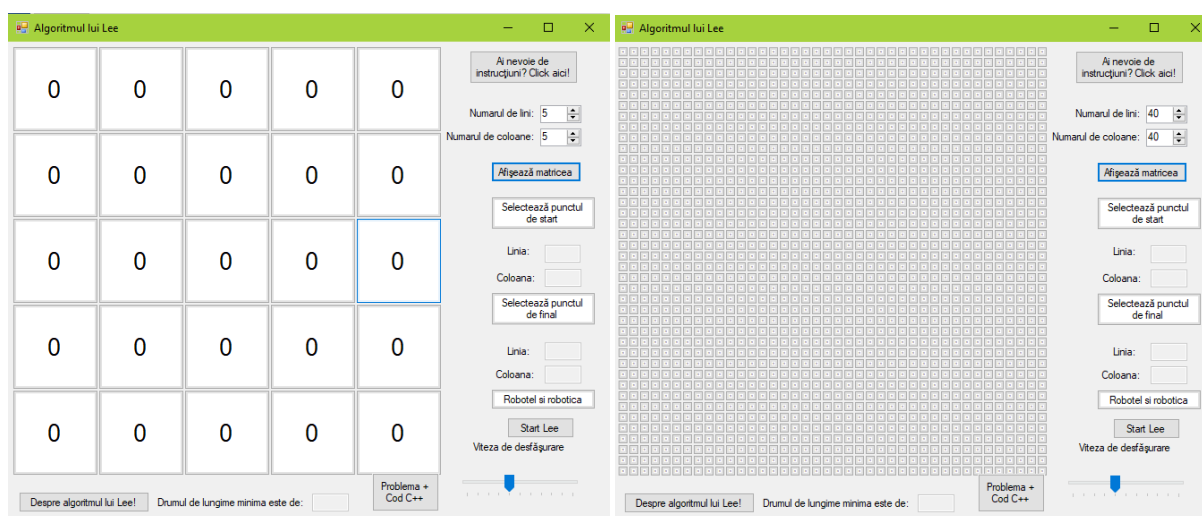 Algoritmul lui Lee
0 0 0 0 0
0 0 0 0 0
0 0 0 0 0
0 0 0 0 0
0 0 0 0 0
Ai nevoie de
instrucţiuni? Click aici!
Numarul de lini: 5
Numarul de coloane: 5
Afişează matricea
Selectează punctul
de start
Linia:
Coloana:
Selectează punctul
de final
Linia:
Coloana:
Robotel si robotica
Start Lee
Viteza de desfăşurare
Despre algoritmul lui Lee!
Drumul de lungime minima este de:
Problema +
Cod C++
Algoritmul lui Lee
Ai nevoie de
instrucţiuni? Click aici!
Numarul de lini: 40
Numarul de coloane: 40
Afişează matricea
Selectează punctul
de start
Linia:
Coloana:
Selectează punctul
de final
Linia:
Coloana:
Robotel si robotica
Start Lee
Viteza de desfăşurare
Despre algoritmul lui Lee!
Drumul de lungime minima este de:
Problema +
Cod C++